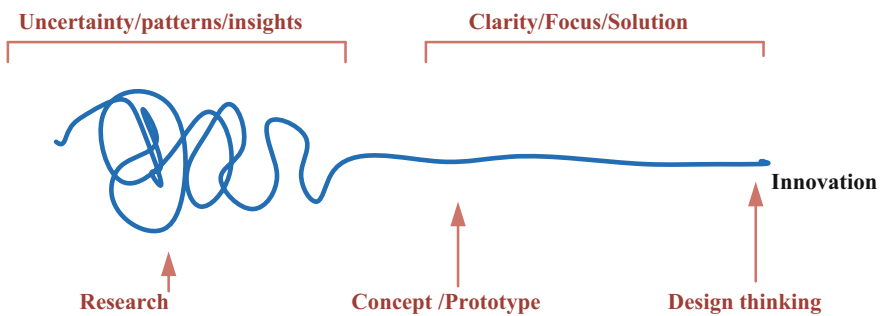 Uncertainty/patterns/insights
Clarity/Focus/Solution
Innovation
Research
Concept /Prototype
Design thinking